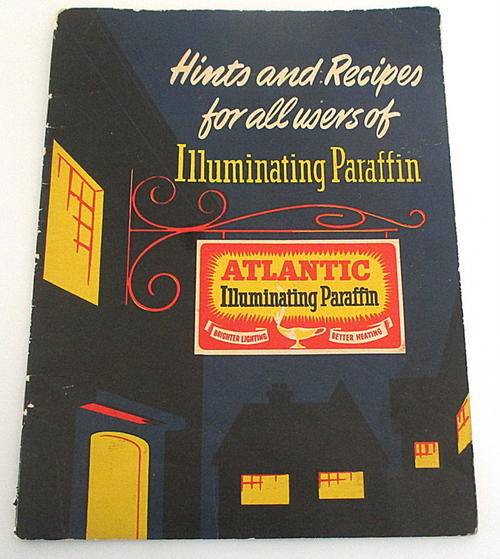 Hints and Recipes
for all users of
Illuminating Paraffin
ATLANTIC
Illuminating Paraffin
BRIGHTER LIGHTING
BETTER HEATING